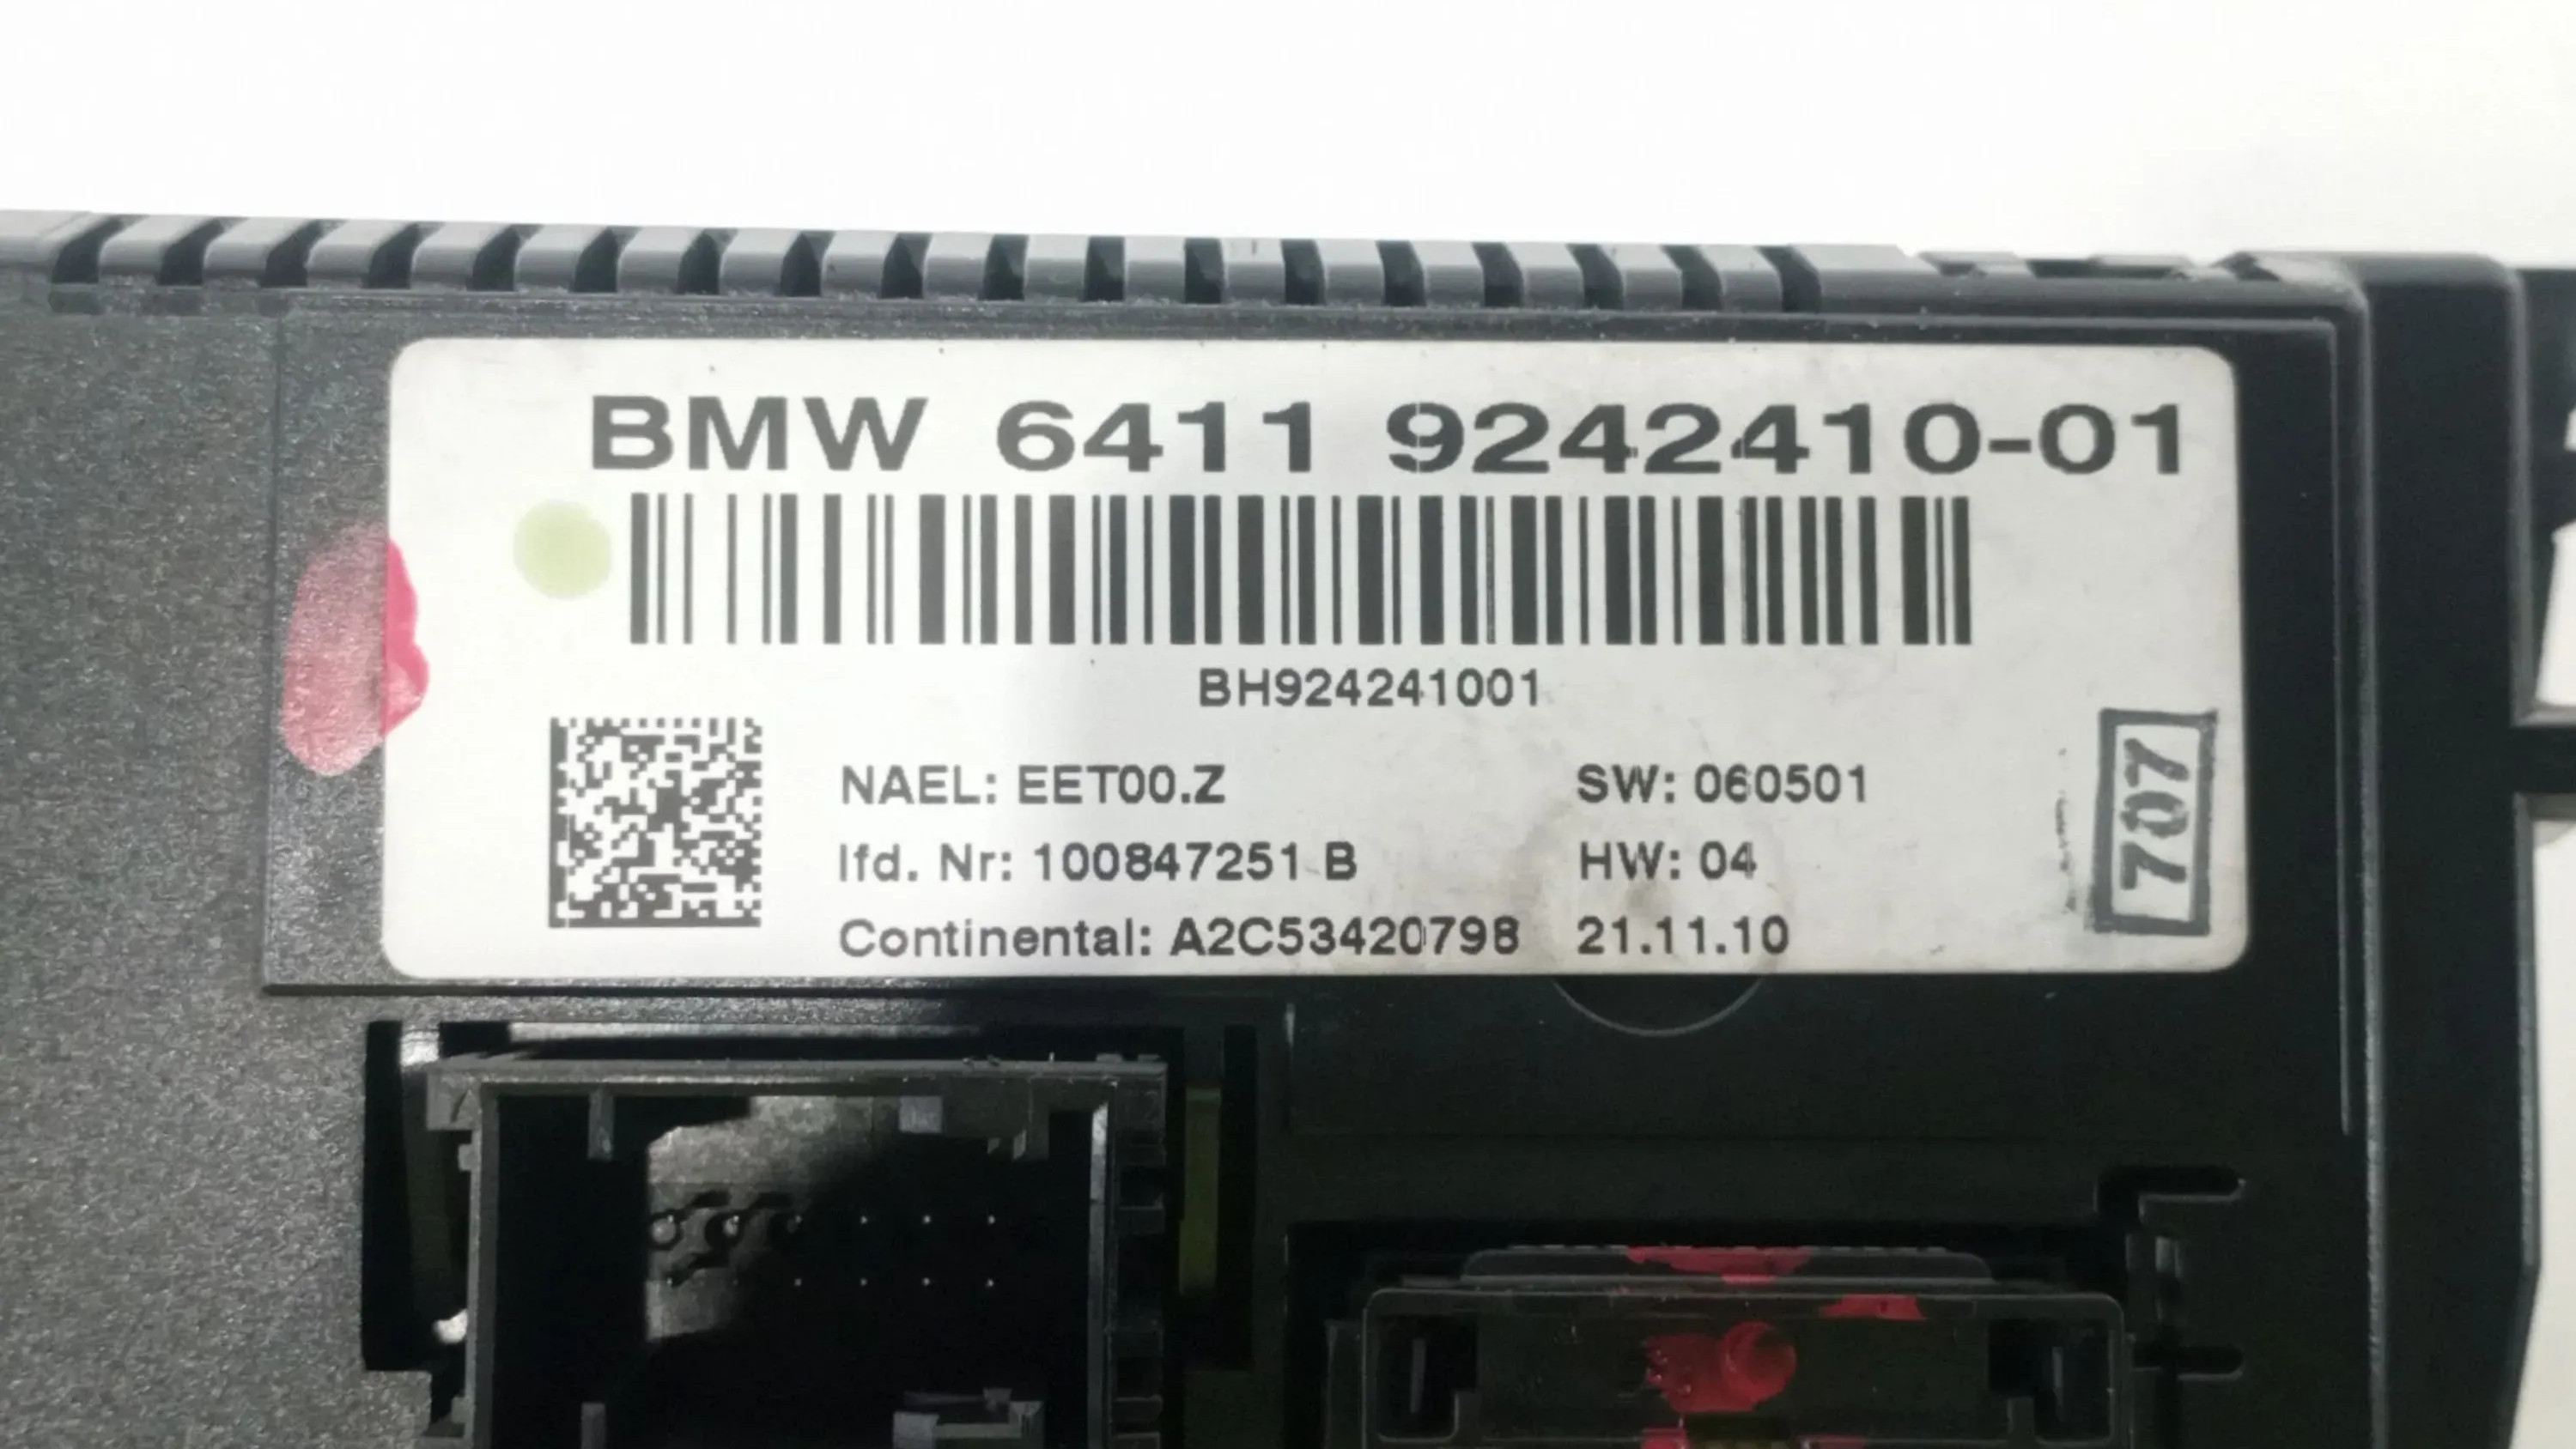 BMW 6411 9242410-01
BH924241001
NAEL: EET00.Z
SW: 060501
lfd. Nr: 100847251 B
HW: 04
Continental: A2C53420798
21.11.10
707